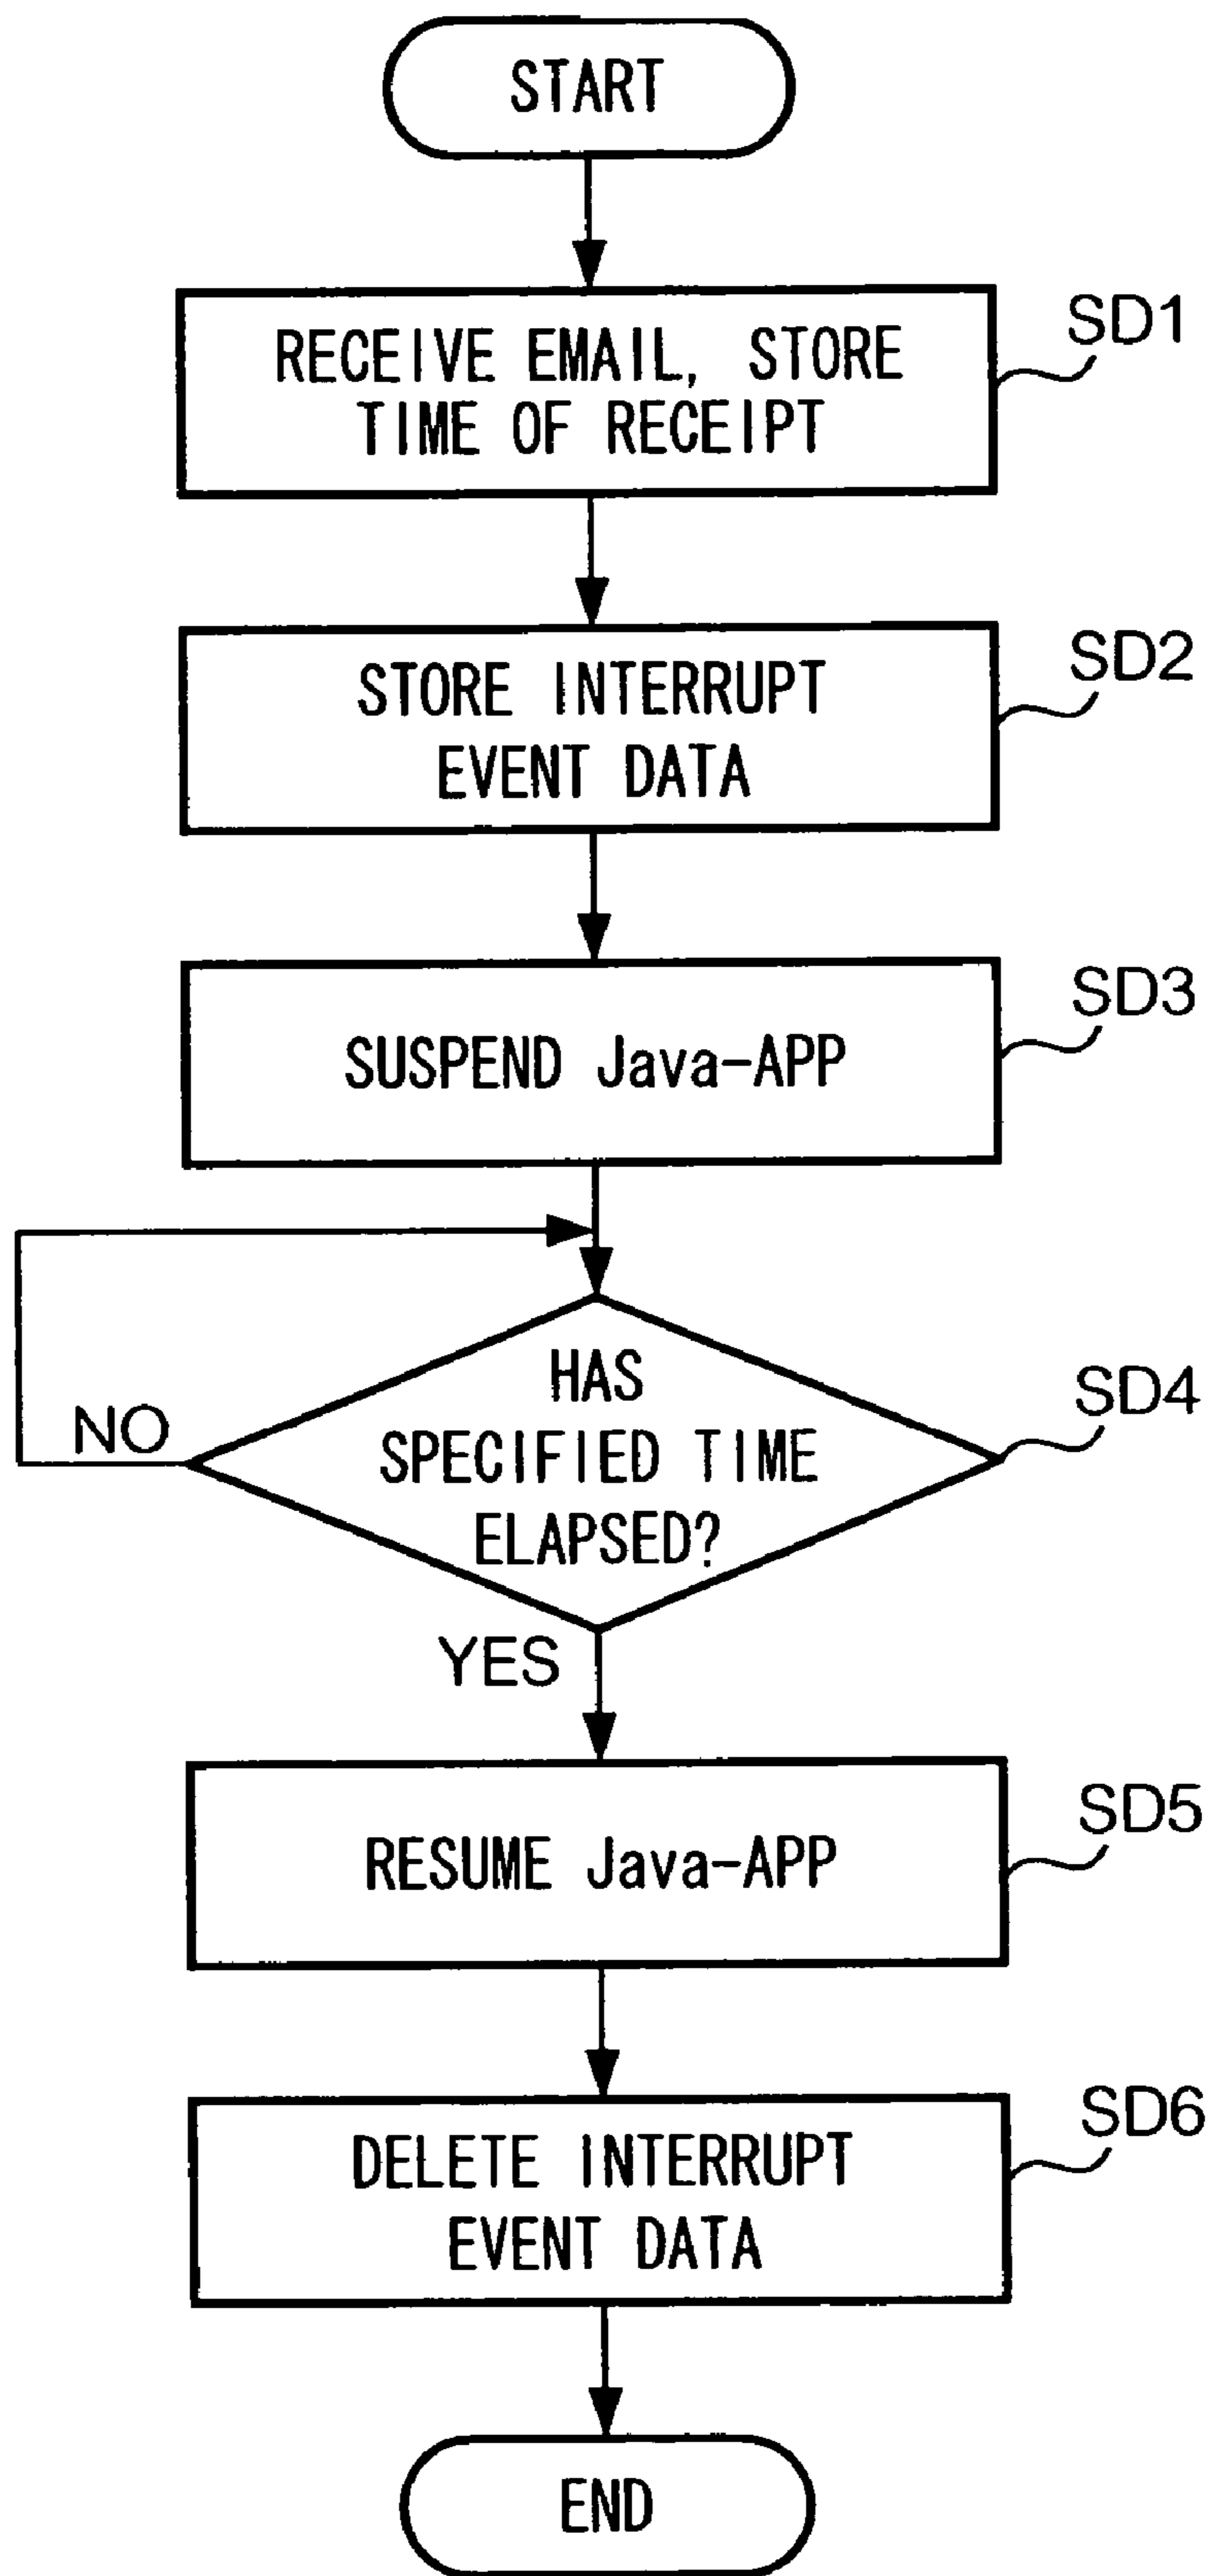 START
RECEIVE EMAIL, STORE
TIME OF RECEIPT
SD1
STORE INTERRUPT
EVENT DATA
SD2
SUSPEND Java-APP
SD3
HAS
SPECIFIED TIME
ELAPSED?
SD4
NO
YES
RESUME Java-APP
SD5
DELETE INTERRUPT
EVENT DATA
SD6
END